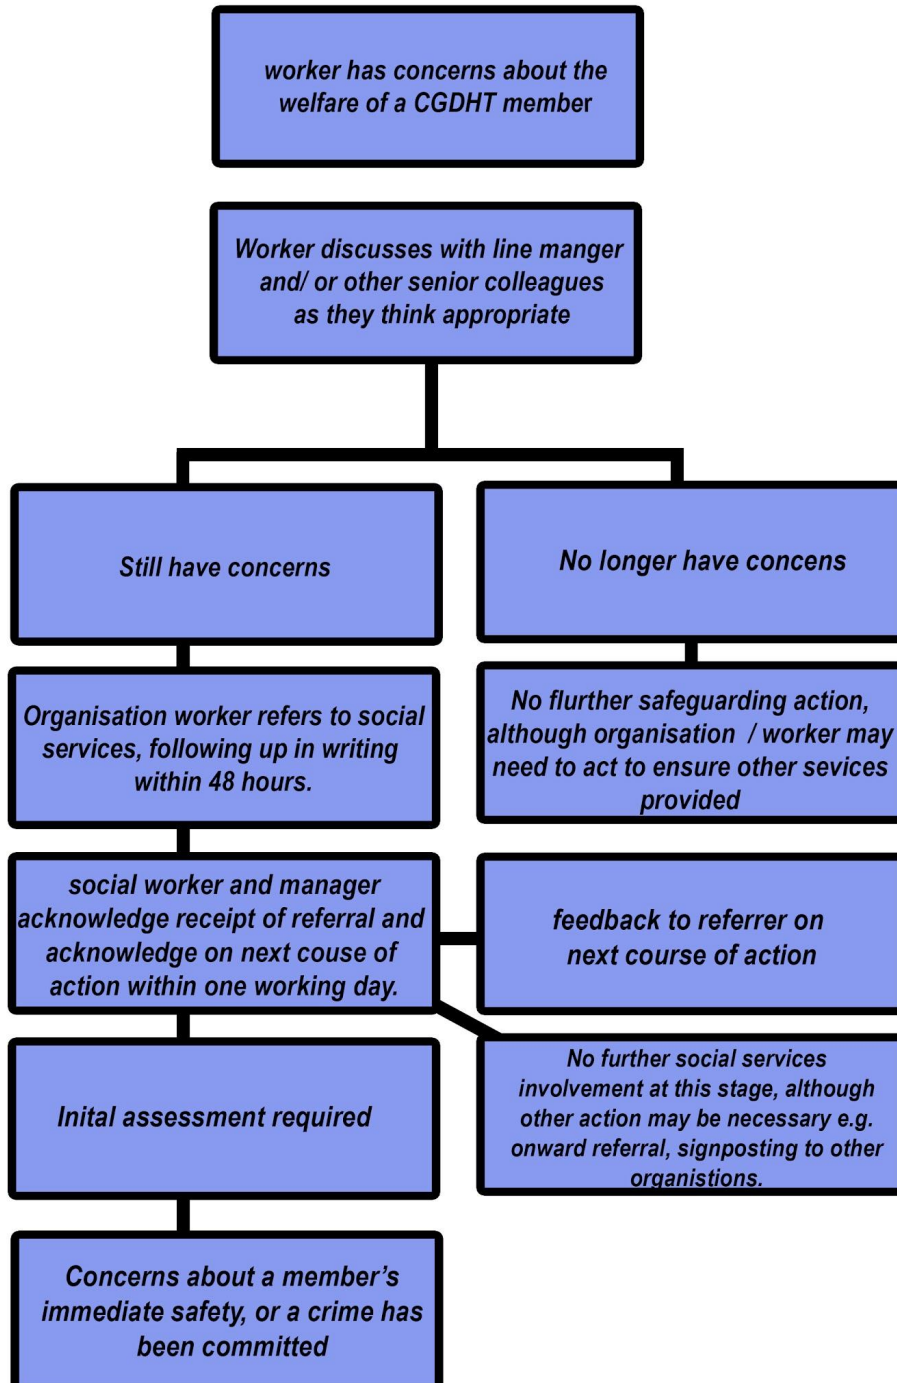 worker has concerns about the
welfare of a CGDHT member
Worker discusses with line manger
and/ or other senior colleagues
as they think appropriate
Still have concerns
No longer have concens
Organisation worker refers to social
services, following up in writing
within 48 hours.
No flurther safeguarding action,
although organisation / worker may
need to act to ensure other sevices
provided
social worker and manager
acknowledge receipt of referral and
acknowledge on next couse of
action within one working day.
feedback to referrer on
next course of action
Inital assessment required
No further social services
involvement at this stage, although
other action may be necessary e.g.
onward referral, signposting to other
organistions.
Concerns about a member’s
immediate safety, or a crime has
been committed